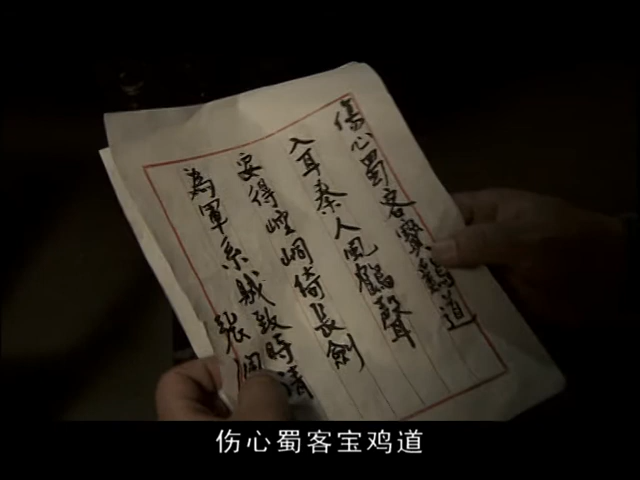 傷心蜀客寶鷄道
入耳秦人風鶴聲
安得崆峒倚長劍
為軍系賊致時清
張
伤心蜀客宝鸡道